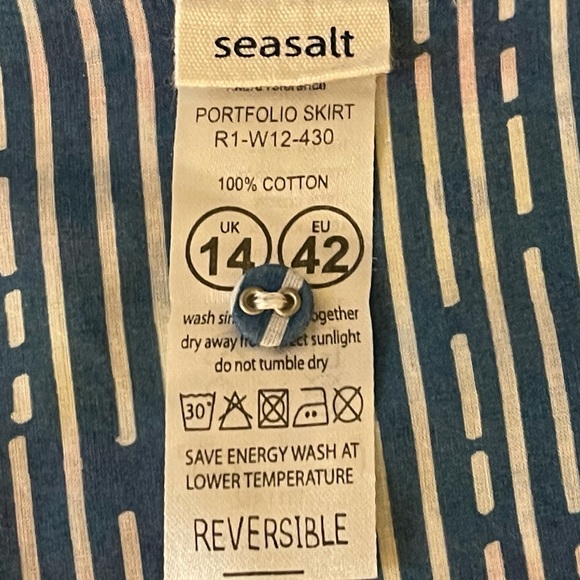 seasalt
PORTFOLIO SKIRT
R1-W12-430
100% COTTON
UK EU
14 42
wash
dry away sunlight
do not tumble dry
30°
SAVE ENERGY WASH AT
LOWER TEMPERATURE
REVERSIBLE